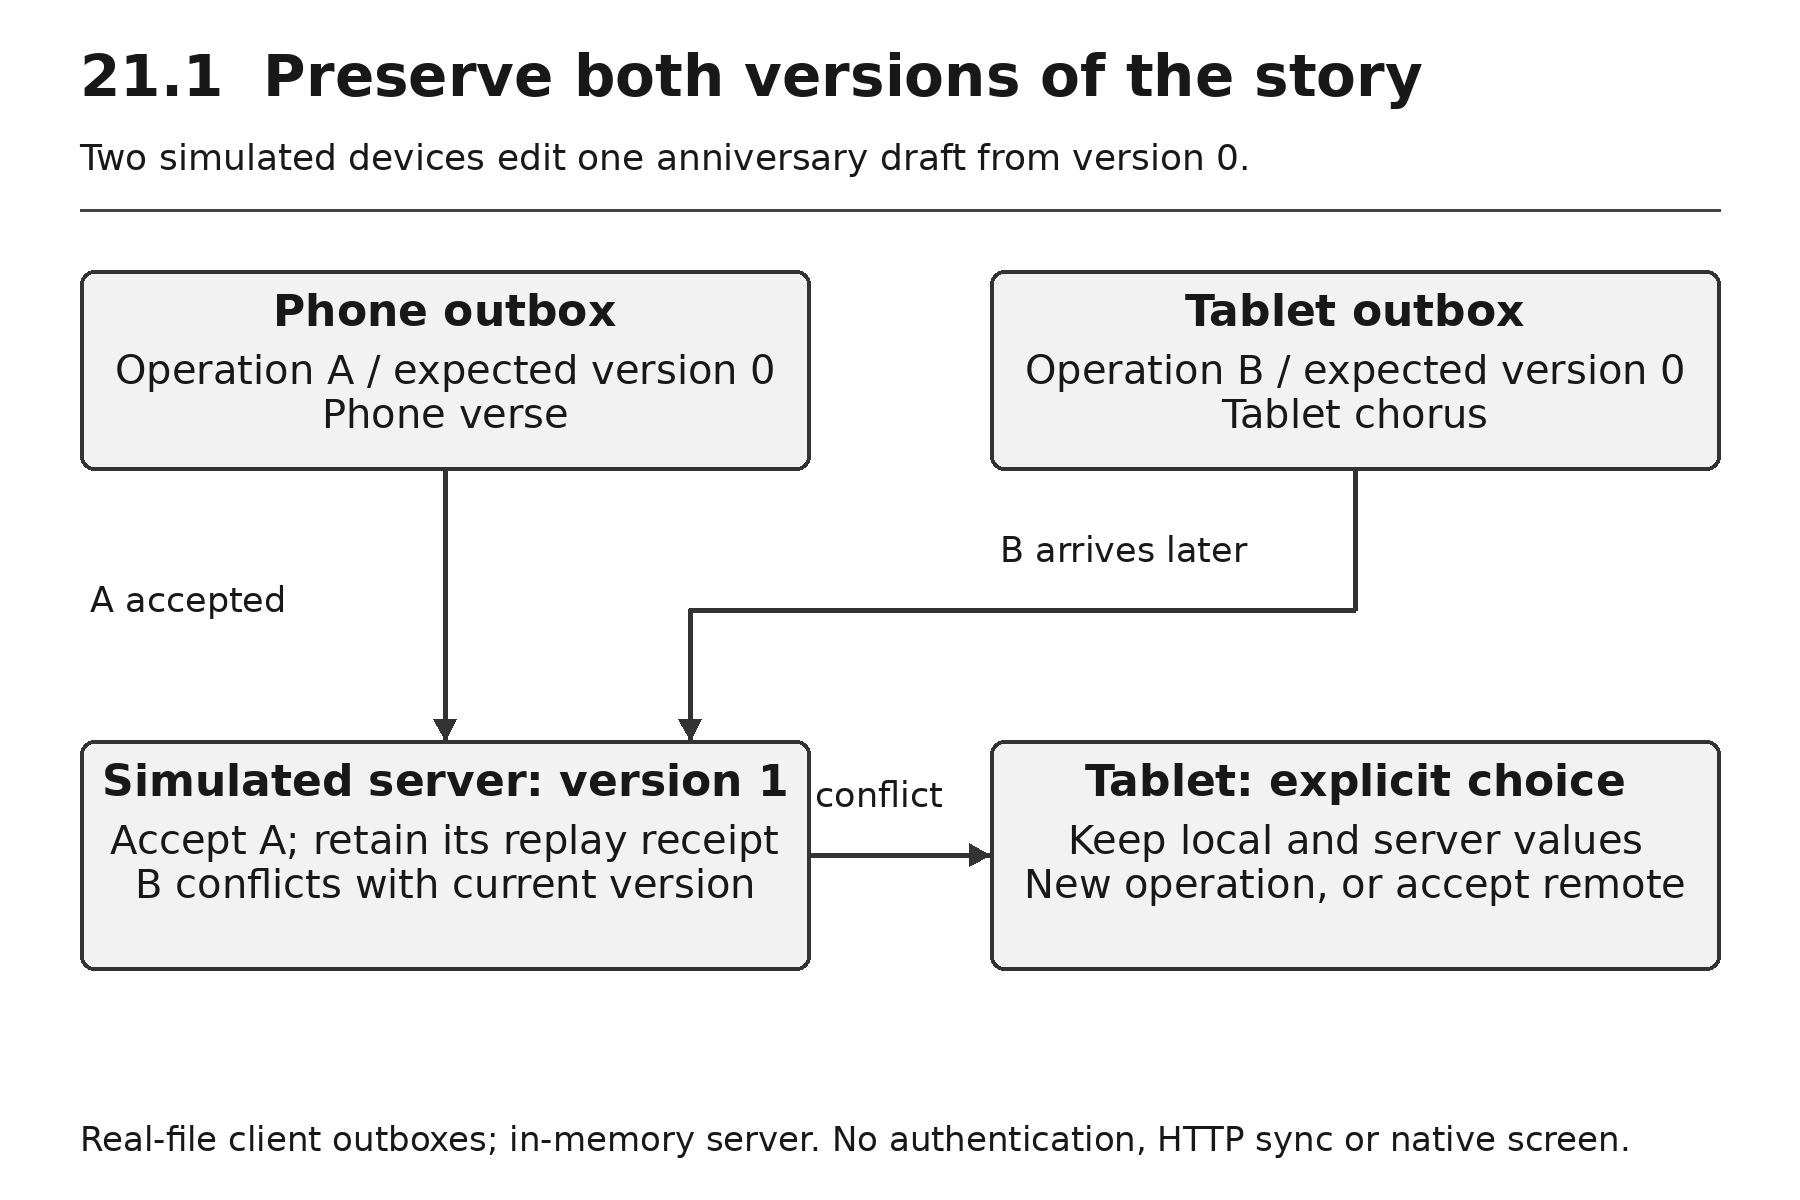 21.1 Preserve both versions of the story
Two simulated devices edit one anniversary draft from version 0.
Phone outbox
Operation A / expected version 0
Phone verse
Tablet outbox
Operation B / expected version 0
Tablet chorus
B arrives later
A accepted
Simulated server: version 1
Accept A; retain its replay receipt
B conflicts with current version
conflict
Tablet: explicit choice
Keep local and server values
New operation, or accept remote
Real-file client outboxes; in-memory server. No authentication, HTTP sync or native screen.